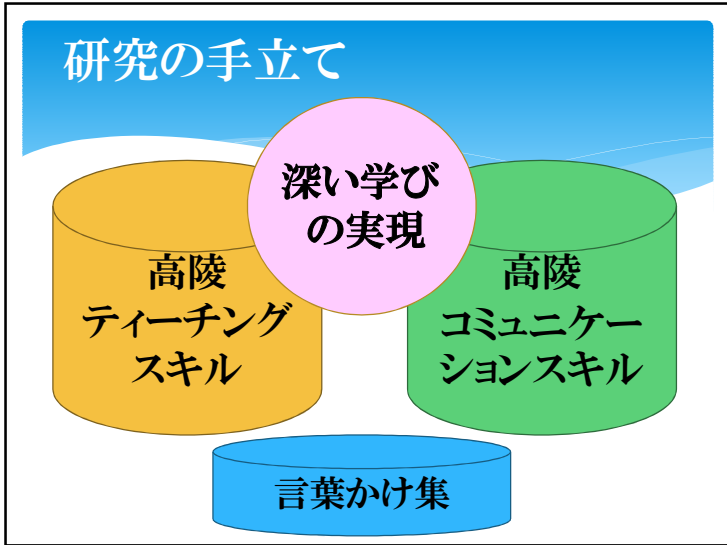 研究の手立て
深い学び
の実現
高陵
ティーチング
スキル
高陵
コミュニケー
ションスキル
言葉かけ集